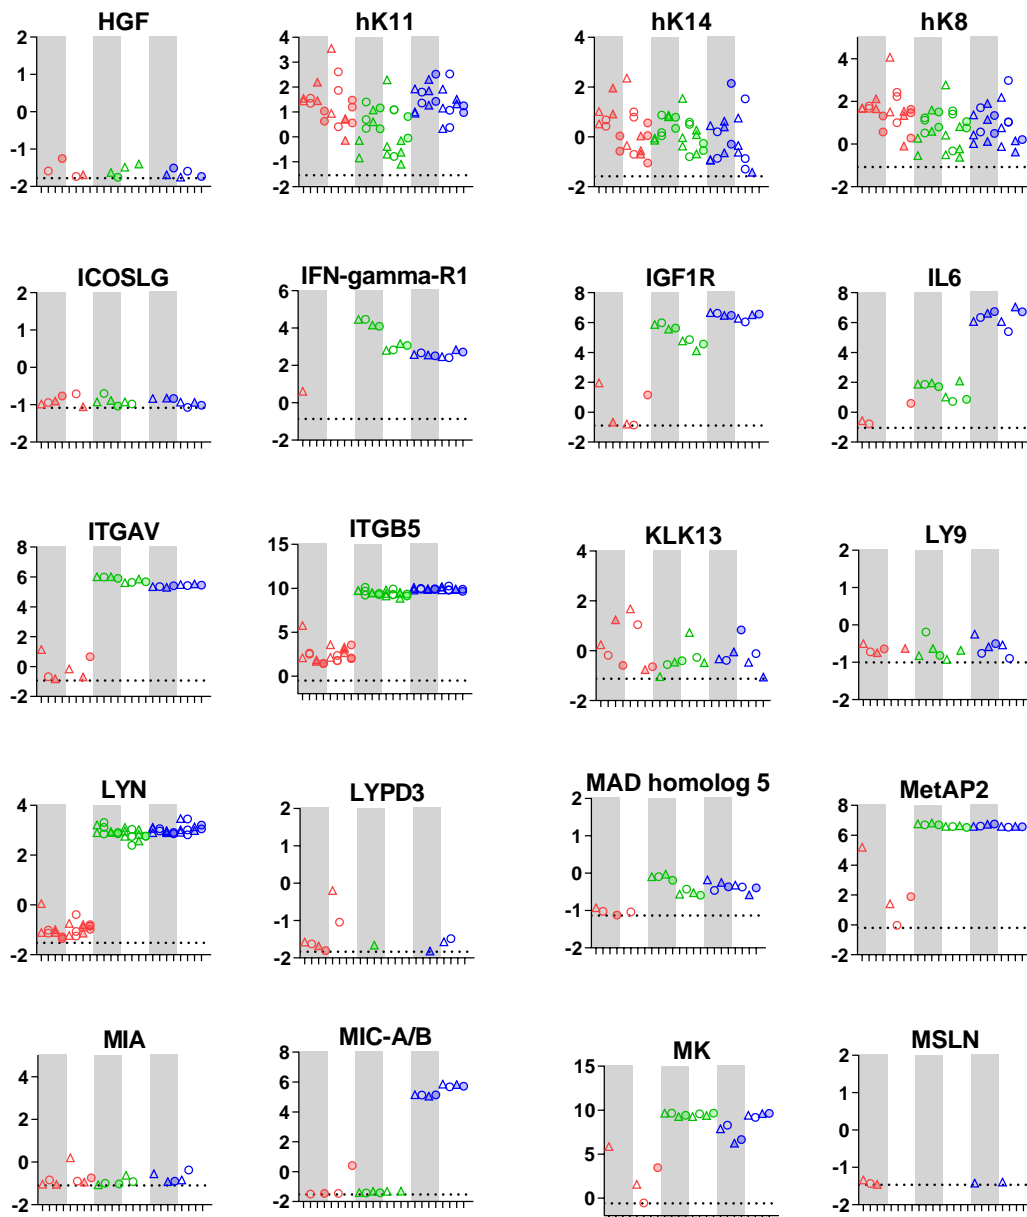 HGF hK11 hK14 hK8
2 4 4 4
1 3 3 3
0 2 2 2
-1 1 1 1
-2 0 0 0
-1 -1 -1
-2 -2 -2
ICOSLG IFN-gamma-R1 IGF1R IL6
2 6 8 8
1 4 6 6
0 2 4 4
-1 0 2 2
-2 -2 0 0
-2 -2
ITGAV ITGB5 KLK13 LY9
8 15 4 2
6 10 2 1
4 5 0 0
2 0 -2 -1
0 -2
-2
LYN LYPD3 MAD homolog 5 MetAP2
4 2 2 8
2 1 1 6
0 0 0 4
-2 -1 -1 2
-2 -2 0
-2
MIA MIC-A/B MK MSLN
4 8 15 2
2 6 10 1
0 4 5 0
-2 2 0 -1
0 -2
-2